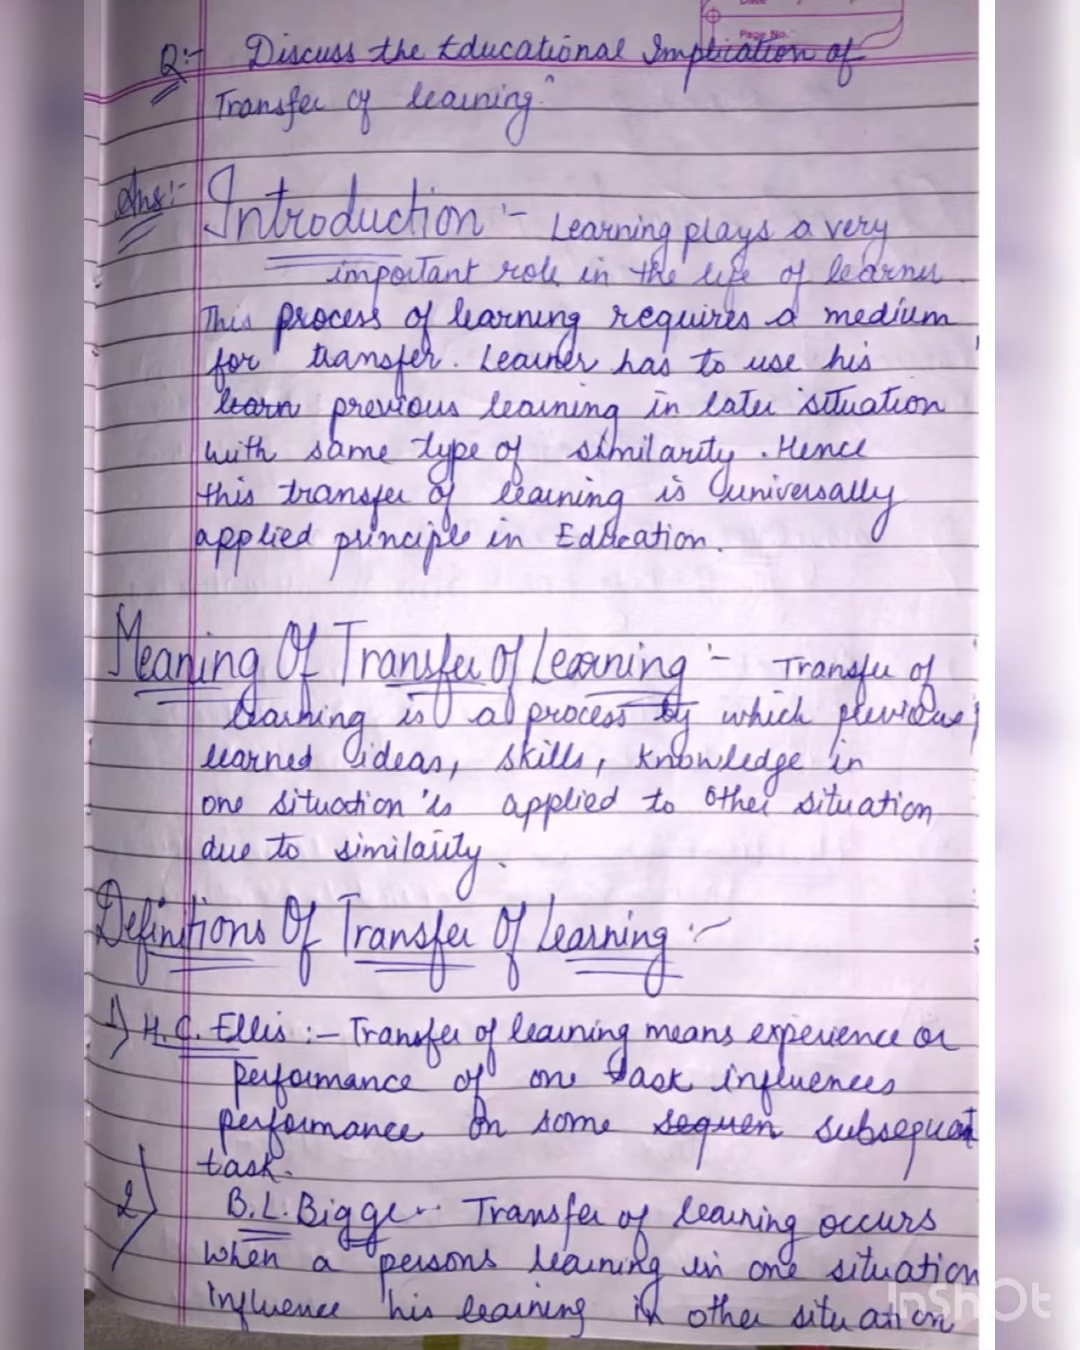 Date
Page No.
Q:- Discuss the Educational Implication of
Transfer of learning.
Ans:- Introduction :- Learning plays a very
important role in the life of learner
This process of learning requires a medium
for transfer. Learner has to use his
learn previous learning in later situation
with same type of similarity. Hence
this transfer of learning is universally
applied principle in Education.
Meaning Of Transfer Of Learning :- Transfer of
learning is a process by which previous
learned ideas, skills, knowledge in
one situation is applied to other situation
due to similarity.
Definitions Of Transfer Of Learning :-
1) H.C. Ellis :- Transfer of learning means experience or
performance of one task influences
performance on some sequen subsequent
task.
2) B.L. Bigge -- Transfer of learning occurs
when a persons learning in one situation
influence his learning in other situation
InShOt